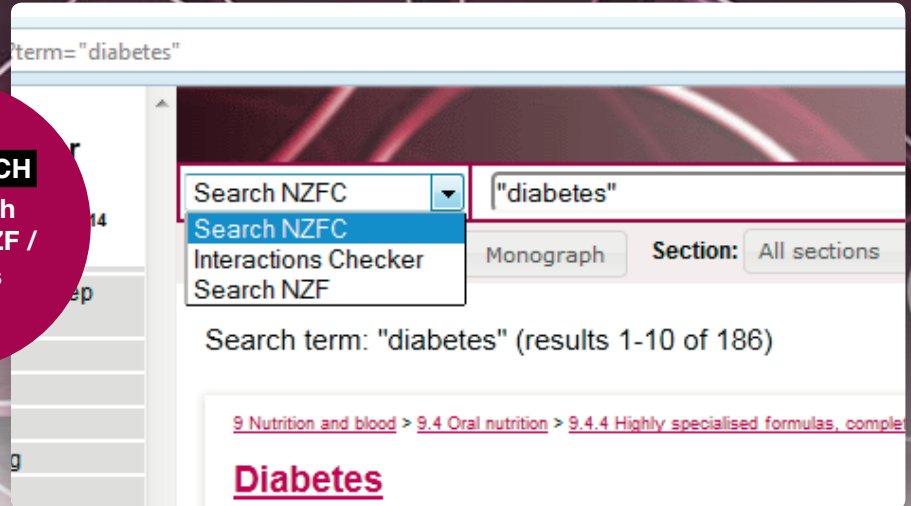 ?term="diabetes"
CH
14
Search NZFC
"diabetes"
Search NZFC
Interactions Checker
Search NZF
Monograph
Section:
All sections
Search term: "diabetes" (results 1-10 of 186)
9 Nutrition and blood > 9.4 Oral nutrition > 9.4.4 Highly specialised formulas, complet
Diabetes